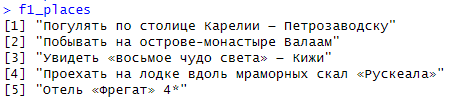 > f1_places
[1] "Погулять по столице Карелии — Петрозаводску"
[2] "Побывать на острове-монастыре Валаам"
[3] "Увидеть «восьмое чудо света» — Кижи"
[4] "Проехать на лодке вдоль мраморных скал «Рускеала»"
[5] "Отель «Фрегат» 4*"